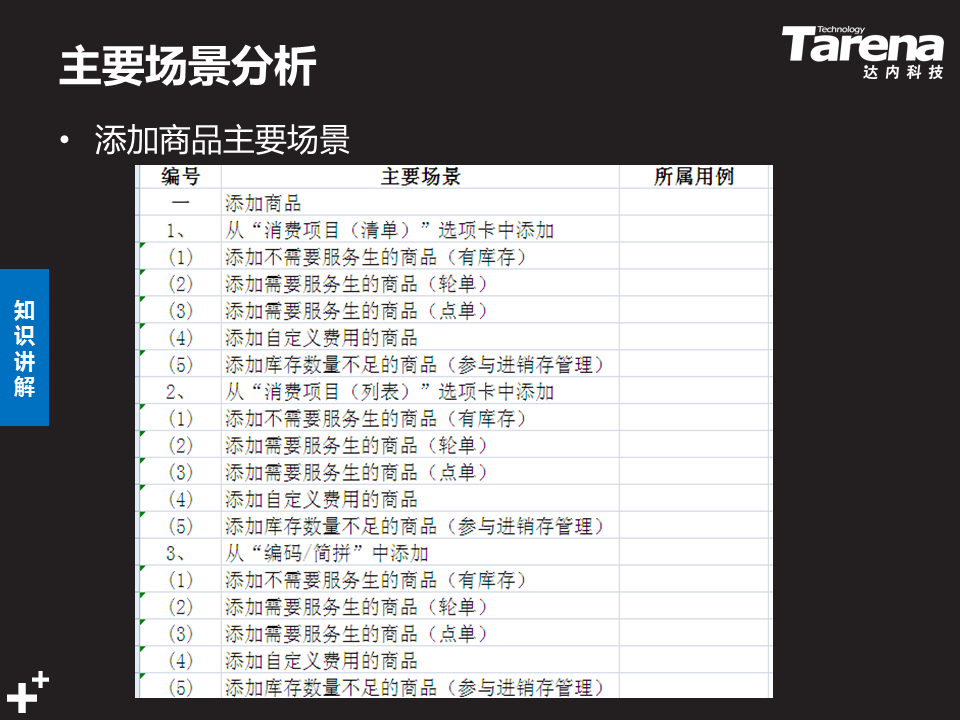 主要场景分析
Technology
Tarena
达内科技
• 添加商品主要场景
编号 主要场景 所属用例
一 添加商品
1、 从“消费项目（清单）”选项卡中添加
(1) 添加不需要服务生的商品（有库存）
(2) 添加需要服务生的商品（轮单）
(3) 添加需要服务生的商品（点单）
(4) 添加自定义费用的商品
(5) 添加库存数量不足的商品（参与进销存管理）
2、 从“消费项目（列表）”选项卡中添加
(1) 添加不需要服务生的商品（有库存）
(2) 添加需要服务生的商品（轮单）
(3) 添加需要服务生的商品（点单）
(4) 添加自定义费用的商品
(5) 添加库存数量不足的商品（参与进销存管理）
3、 从“编码/简拼”中添加
(1) 添加不需要服务生的商品（有库存）
(2) 添加需要服务生的商品（轮单）
(3) 添加需要服务生的商品（点单）
(4) 添加自定义费用的商品
(5) 添加库存数量不足的商品（参与进销存管理）
知识讲解